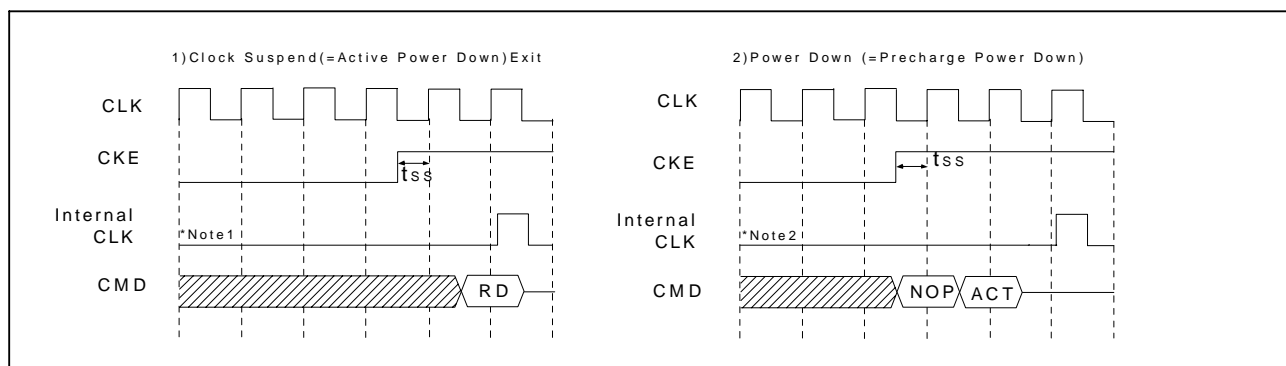 1)Clock Suspend(=Active Power Down)Exit
CLK
CKE
tSS
Internal
CLK
*Note1
CMD
RD
2)Power Down (=Precharge Power Down)
CLK
CKE
tSS
Internal
CLK
*Note2
CMD
NOP
ACT